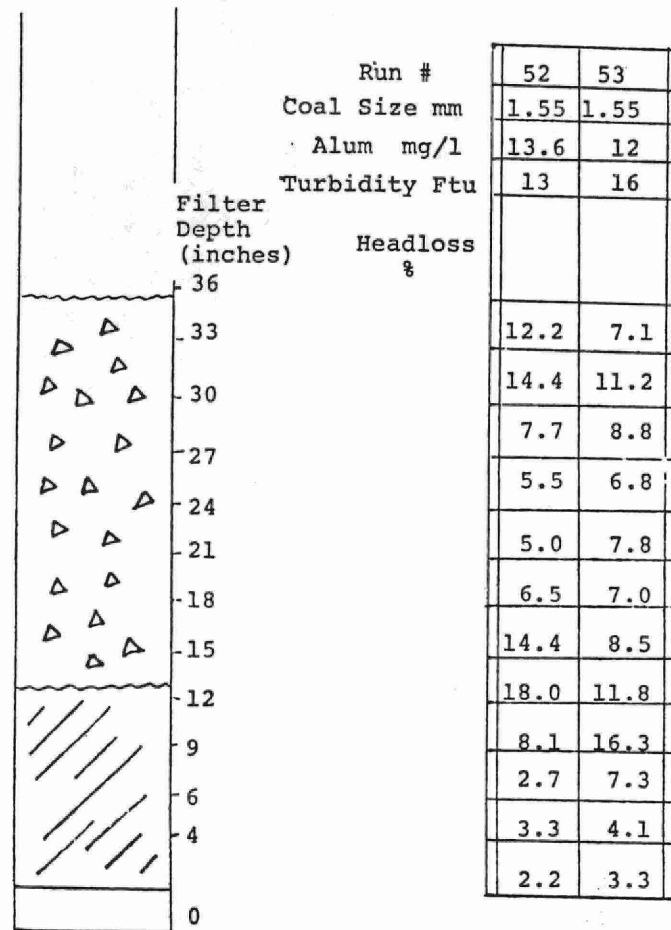 Run # 52 53
Coal Size mm 1.55 1.55
Alum mg/l 13.6 12
Turbidity Ftu 13 16
Filter
Depth
(inches)
Headloss
%
36
33 12.2 7.1
30 14.4 11.2
7.7 8.8
27
5.5 6.8
24
5.0 7.8
21
18 6.5 7.0
15 14.4 8.5
12 18.0 11.8
9 8.1 16.3
2.7 7.3
6
4 3.3 4.1
2.2 3.3
0